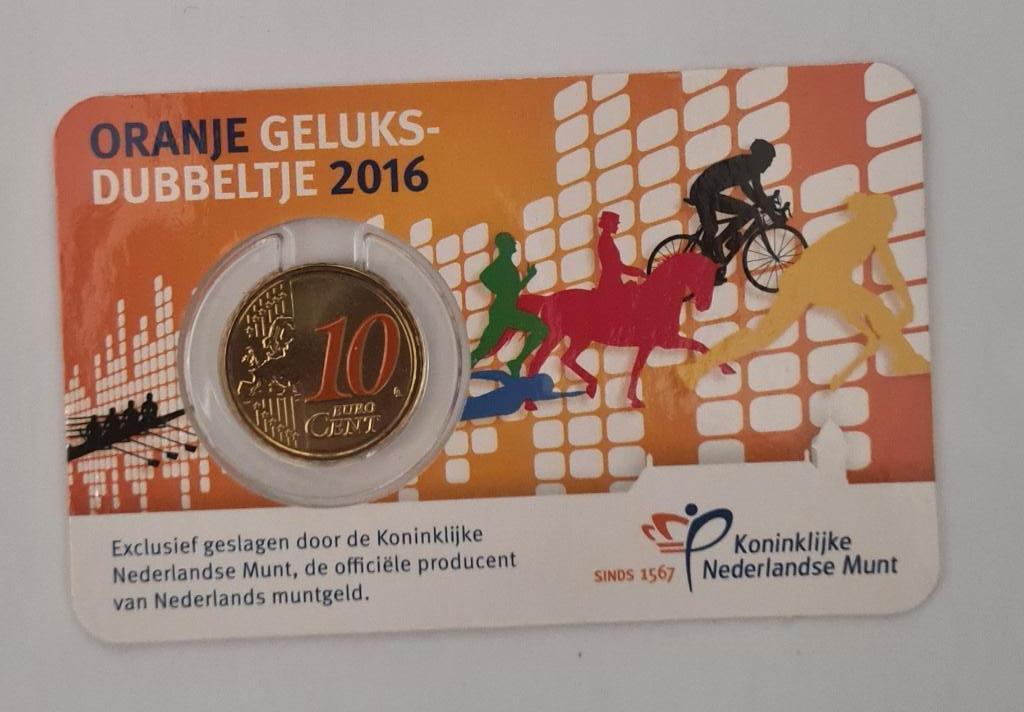 ORANJE GELUKS-
DUBBELTJE 2016
10
EURO
CENT
Exclusief geslagen door de Koninklijke
Nederlandse Munt, de officiële producent
van Nederlands muntgeld.
SINDS 1567
Koninklijke
Nederlandse Munt